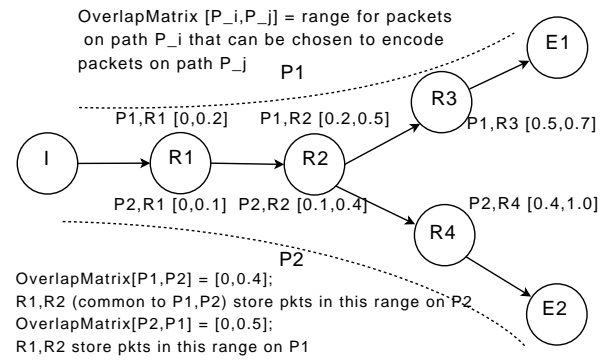 OverlapMatrix [P_i,P_j] = range for packets
on path P_i that can be chosen to encode
packets on path P_j
P1
E1
R3
P1,R1 [0,0.2]
P1,R2 [0.2,0.5]
P1,R3 [0.5,0.7]
I
R1
R2
P2,R1 [0,0.1]
P2,R2 [0.1,0.4]
P2,R4 [0.4,1.0]
R4
P2
E2
OverlapMatrix[P1,P2] = [0,0.4];
R1,R2 (common to P1,P2) store pkts in this range on P2
OverlapMatrix[P2,P1] = [0,0.5];
R1,R2 store pkts in this range on P1